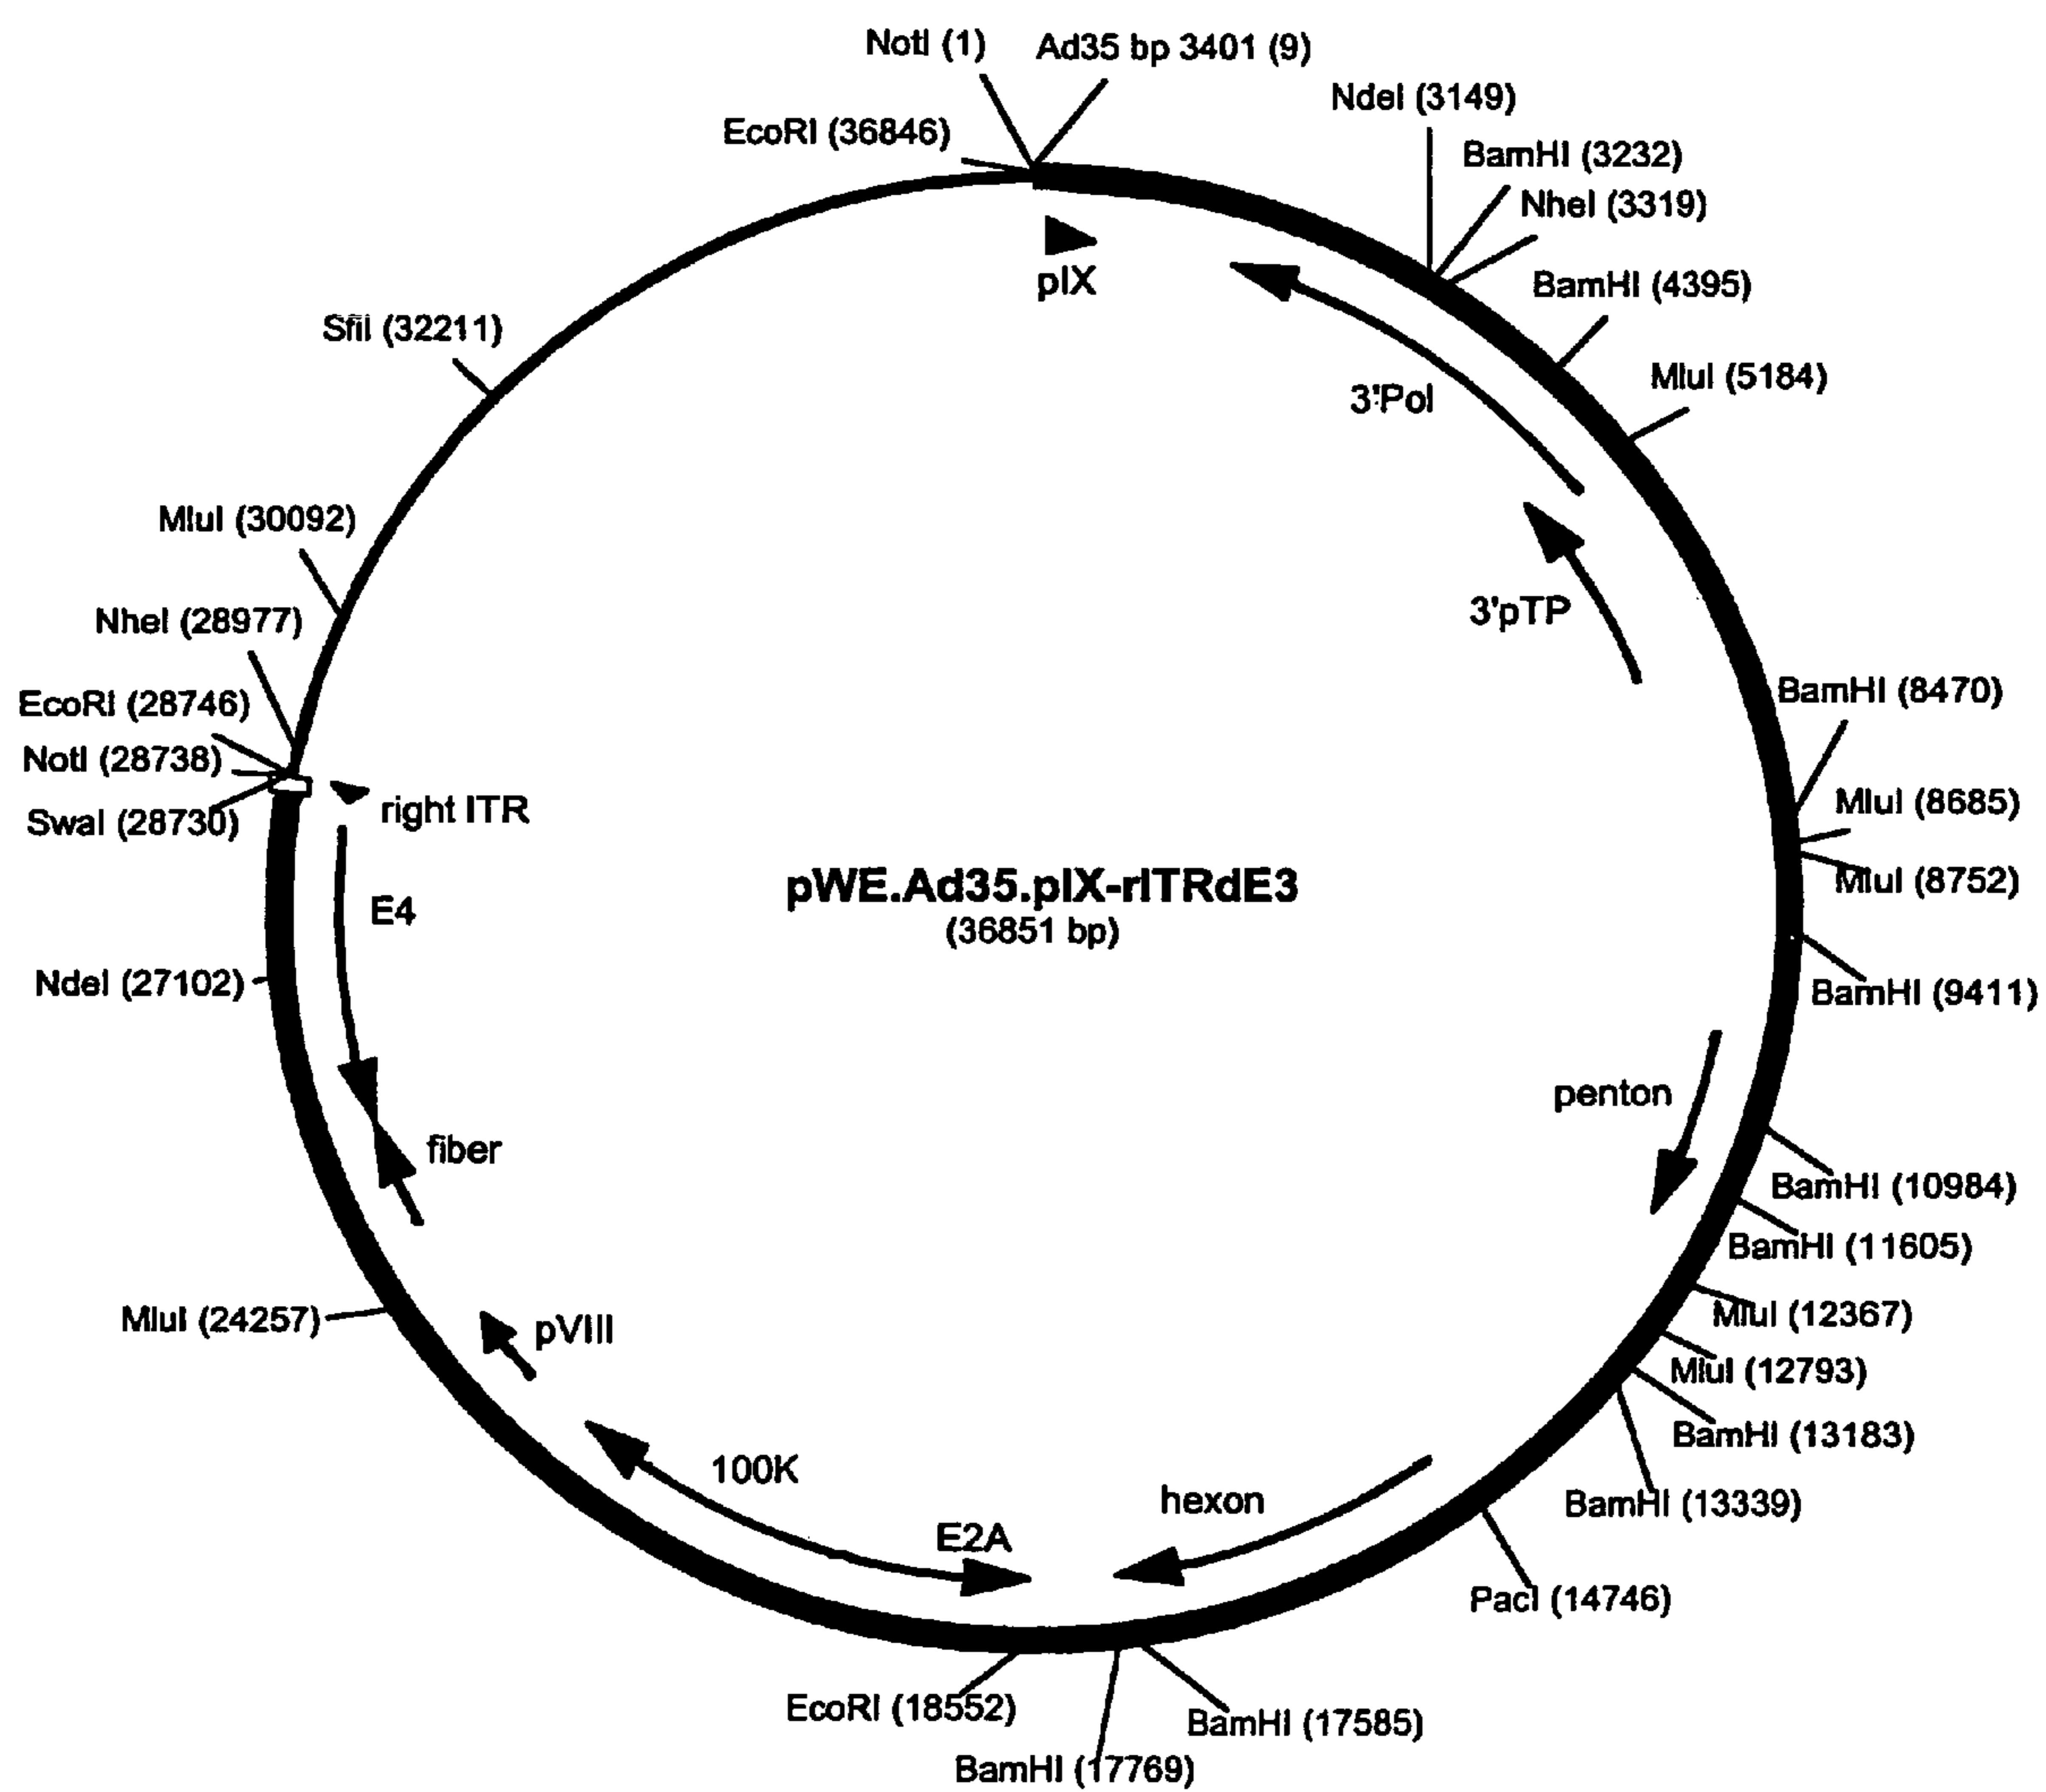 NotI (1)
Ad35 bp 3401 (9)
NdeI (3149)
EcoRI (36846)
BamHI (3232)
NheI (3319)
pIX
BamHI (4395)
SfiI (32211)
MluI (5184)
3'Pol
MluI (30092)
3'pTP
NheI (28977)
BamHI (8470)
EcoRI (28746)
NotI (28738)
right ITR
MluI (8685)
SwaI (28730)
pWE.Ad35.pIX-rITRdE3
MluI (8752)
E4
(36851 bp)
NdeI (27102)
BamHI (9411)
penton
fiber
BamHI (10984)
BamHI (11605)
MluI (24257)
pVIII
MluI (12367)
MluI (12793)
BamHI (13183)
100K
hexon
BamHI (13339)
E2A
PacI (14746)
EcoRI (18552)
BamHI (17585)
BamHI (17769)